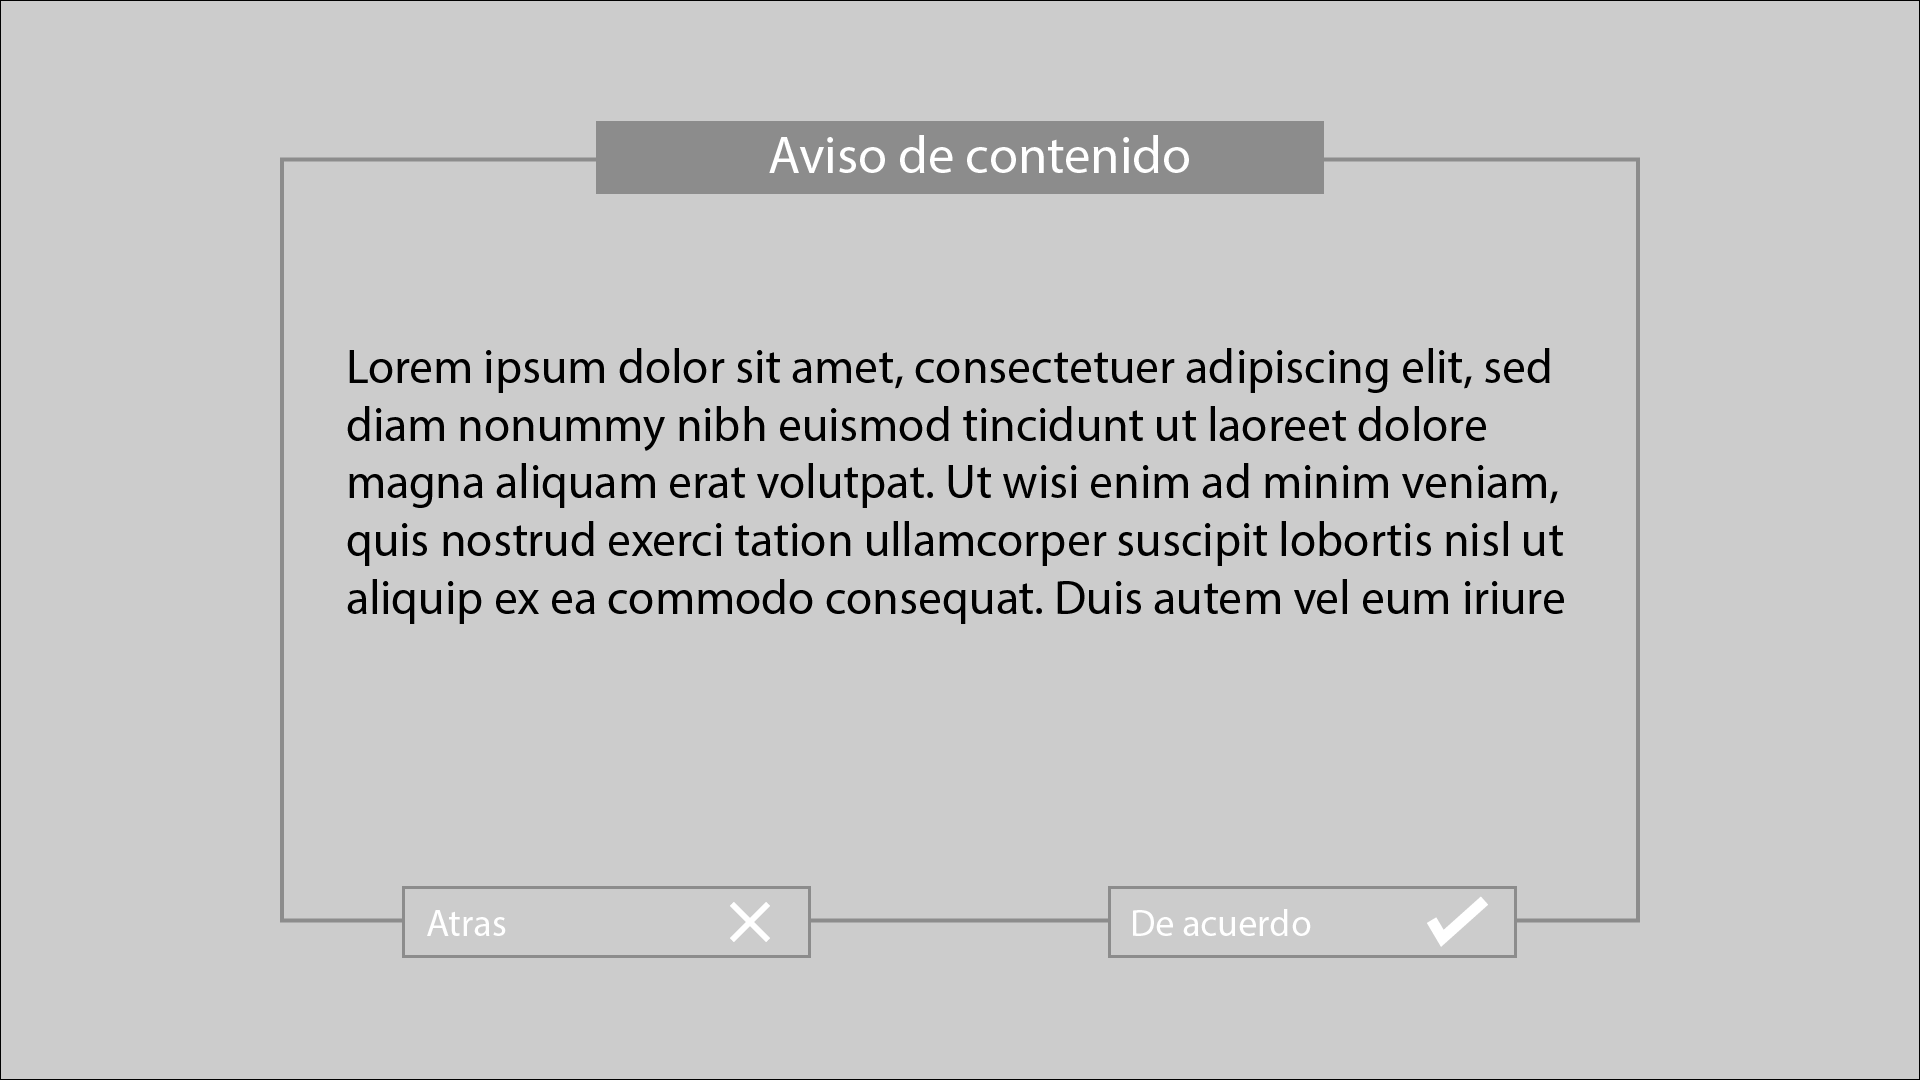 Aviso de contenido
Lorem ipsum dolor sit amet, consectetuer adipiscing elit, sed
diam nonummy nibh euismod tincidunt ut laoreet dolore
magna aliquam erat volutpat. Ut wisi enim ad minim veniam,
quis nostrud exerci tation ullamcorper suscipit lobortis nisl ut
aliquip ex ea commodo consequat. Duis autem vel eum iriure
Atras
De acuerdo